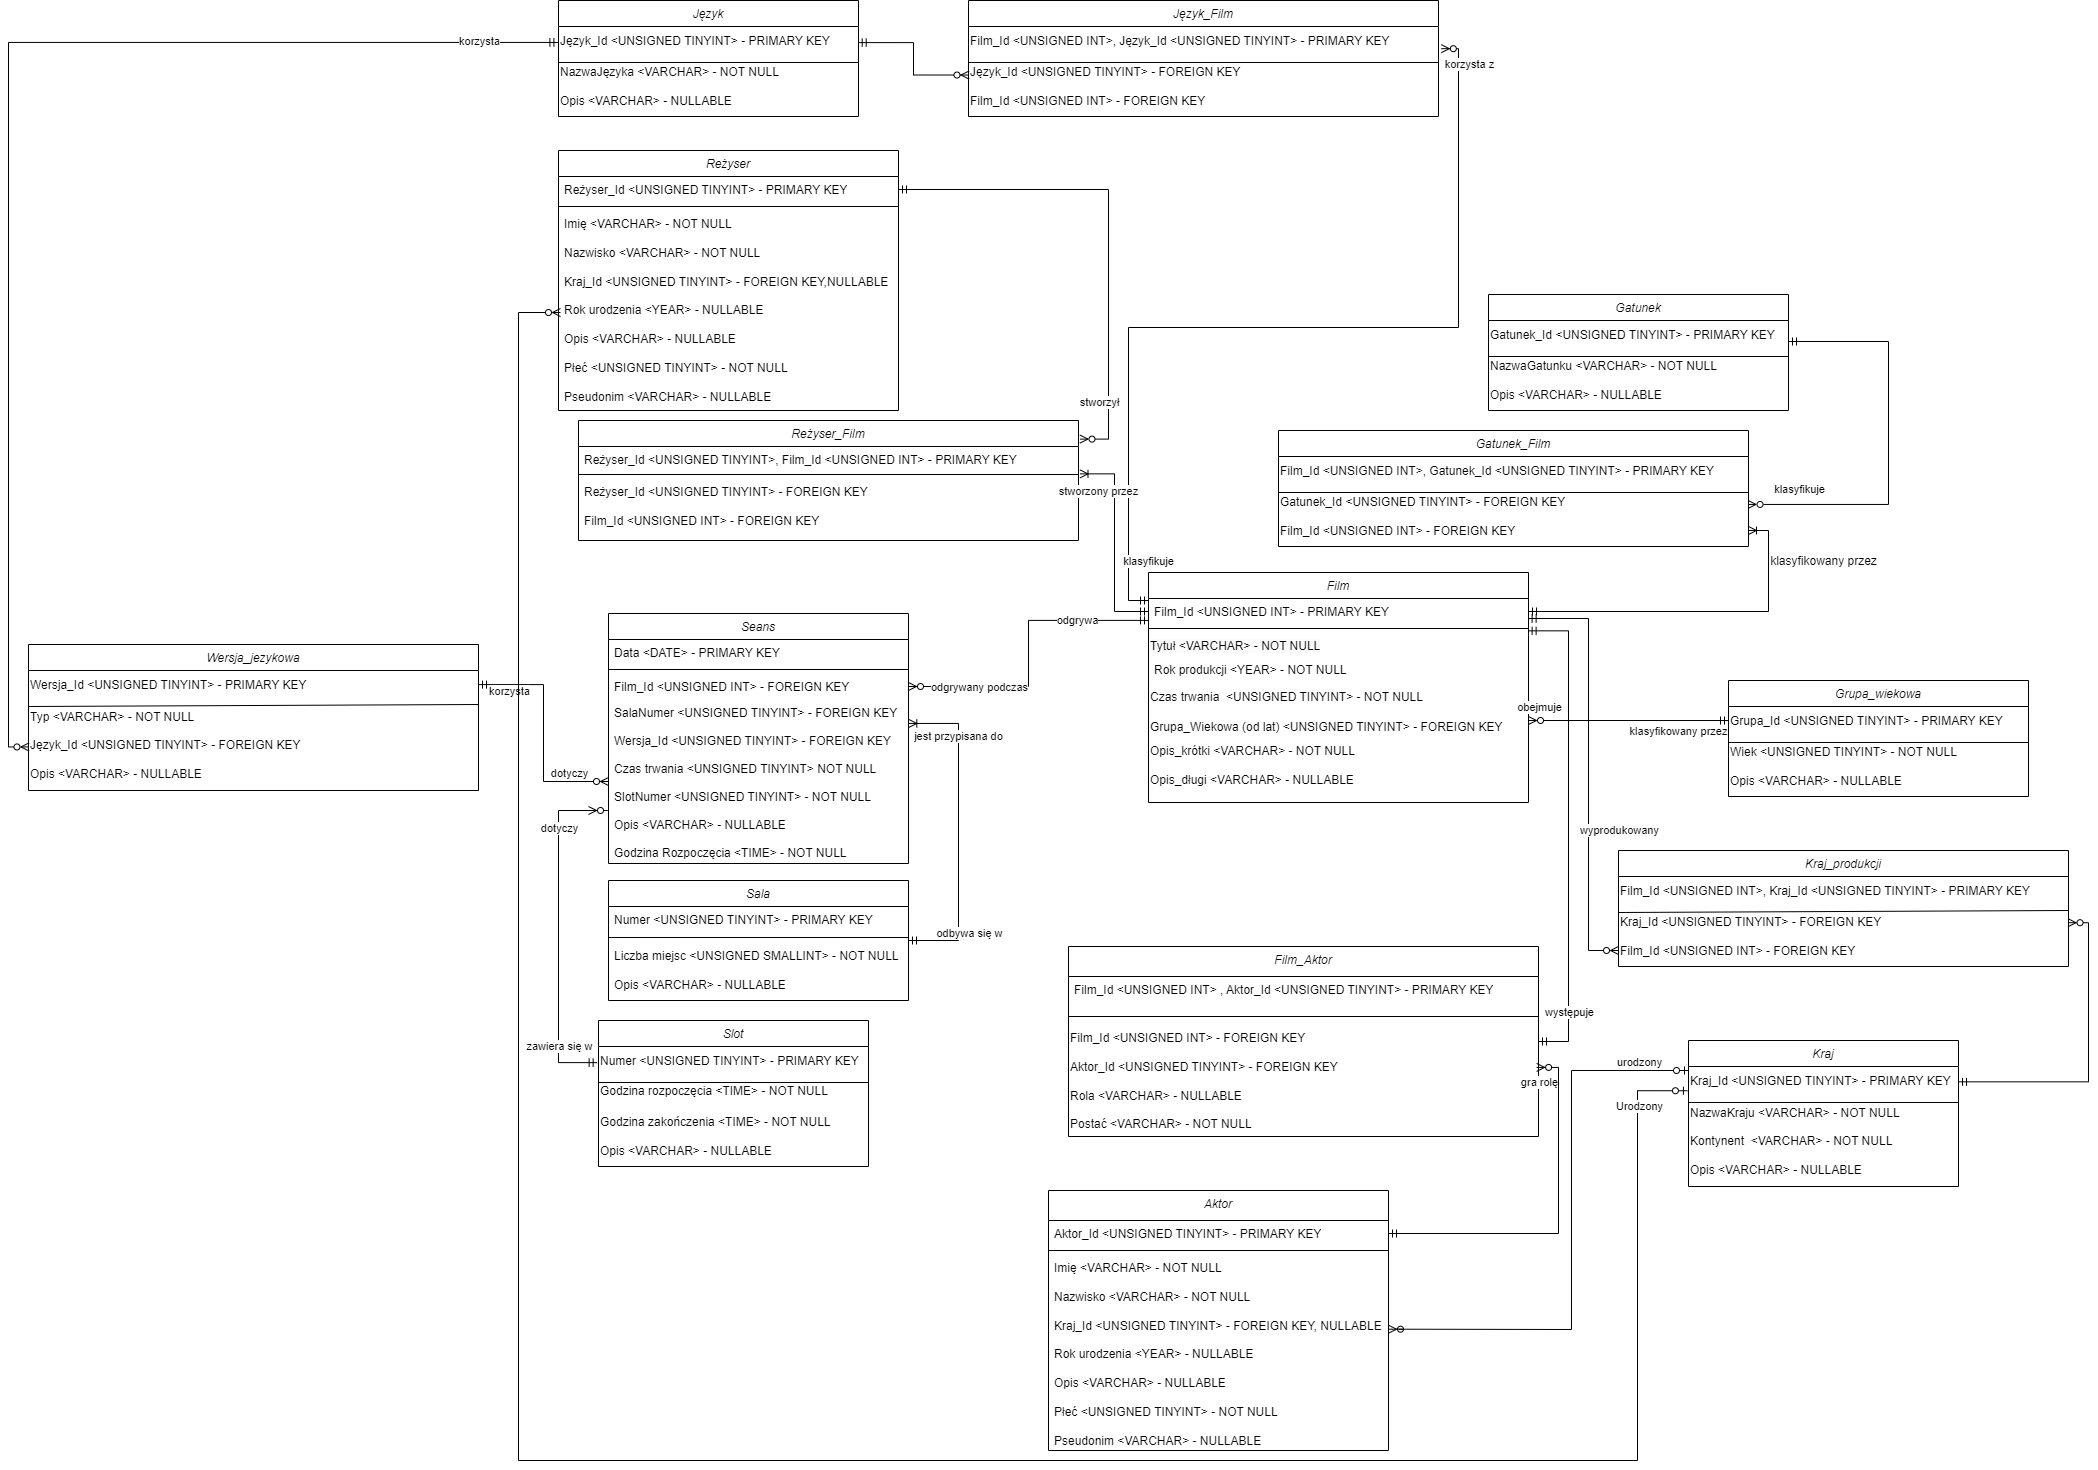 Język
Język_Id <UNSIGNED TINYINT> - PRIMARY KEY
NazwaJęzyka <VARCHAR> - NOT NULL
Opis <VARCHAR> - NULLABLE
Język_Film
Film_Id <UNSIGNED INT>, Język_Id <UNSIGNED TINYINT> - PRIMARY KEY
Język_Id <UNSIGNED TINYINT> - FOREIGN KEY
Film_Id <UNSIGNED INT> - FOREIGN KEY
korzysta
korzysta z
Reżyser
Reżyser_Id <UNSIGNED TINYINT> - PRIMARY KEY
Imię <VARCHAR> - NOT NULL
Nazwisko <VARCHAR> - NOT NULL
Kraj_Id <UNSIGNED TINYINT> - FOREIGN KEY,NULLABLE
Rok urodzenia <YEAR> - NULLABLE
Opis <VARCHAR> - NULLABLE
Płeć <UNSIGNED TINYINT> - NOT NULL
Pseudonim <VARCHAR> - NULLABLE
stworzył
Reżyser_Film
Reżyser_Id <UNSIGNED TINYINT>, Film_Id <UNSIGNED INT> - PRIMARY KEY
Reżyser_Id <UNSIGNED TINYINT> - FOREIGN KEY
Film_Id <UNSIGNED INT> - FOREIGN KEY
stworzony przez
Gatunek
Gatunek_Id <UNSIGNED TINYINT> - PRIMARY KEY
NazwaGatunku <VARCHAR> - NOT NULL
Opis <VARCHAR> - NULLABLE
Gatunek_Film
Film_Id <UNSIGNED INT>, Gatunek_Id <UNSIGNED TINYINT> - PRIMARY KEY
Gatunek_Id <UNSIGNED TINYINT> - FOREIGN KEY
Film_Id <UNSIGNED INT> - FOREIGN KEY
klasyfikuje
klasyfikowany przez
klasyfikuje
Film
Film_Id <UNSIGNED INT> - PRIMARY KEY
Tytuł <VARCHAR> - NOT NULL
Rok produkcji <YEAR> - NOT NULL
Czas trwania  <UNSIGNED TINYINT> - NOT NULL
Grupa_Wiekowa (od lat) <UNSIGNED TINYINT> - FOREIGN KEY
Opis_krótki <VARCHAR> - NOT NULL
Opis_długi <VARCHAR> - NULLABLE
odgrywa
odgrywany podczas
Seans
Data <DATE> - PRIMARY KEY
Film_Id <UNSIGNED INT> - FOREIGN KEY
SalaNumer <UNSIGNED TINYINT> - FOREIGN KEY
Wersja_Id <UNSIGNED TINYINT> - FOREIGN KEY
Czas trwania <UNSIGNED TINYINT> NOT NULL
SlotNumer <UNSIGNED TINYINT> - NOT NULL
Opis <VARCHAR> - NULLABLE
Godzina Rozpoczęcia <TIME> - NOT NULL
jest przypisana do
Wersja_jezykowa
Wersja_Id <UNSIGNED TINYINT> - PRIMARY KEY
Typ <VARCHAR> - NOT NULL
Język_Id <UNSIGNED TINYINT> - FOREIGN KEY
Opis <VARCHAR> - NULLABLE
korzysta
dotyczy
dotyczy
Grupa_wiekowa
Grupa_Id <UNSIGNED TINYINT> - PRIMARY KEY
Wiek <UNSIGNED TINYINT> - NOT NULL
Opis <VARCHAR> - NULLABLE
obejmuje
klasyfikowany przez
wyprodukowany
Kraj_produkcji
Film_Id <UNSIGNED INT>, Kraj_Id <UNSIGNED TINYINT> - PRIMARY KEY
Kraj_Id <UNSIGNED TINYINT> - FOREIGN KEY
Film_Id <UNSIGNED INT> - FOREIGN KEY
Sala
Numer <UNSIGNED TINYINT> - PRIMARY KEY
Liczba miejsc <UNSIGNED SMALLINT> - NOT NULL
Opis <VARCHAR> - NULLABLE
odbywa się w
Slot
Numer <UNSIGNED TINYINT> - PRIMARY KEY
Godzina rozpoczęcia <TIME> - NOT NULL
Godzina zakończenia <TIME> - NOT NULL
Opis <VARCHAR> - NULLABLE
zawiera się w
Film_Aktor
Film_Id <UNSIGNED INT> , Aktor_Id <UNSIGNED TINYINT> - PRIMARY KEY
Film_Id <UNSIGNED INT> - FOREIGN KEY
Aktor_Id <UNSIGNED TINYINT> - FOREIGN KEY
Rola <VARCHAR> - NULLABLE
Postać <VARCHAR> - NOT NULL
występuje
gra rolę
urodzony
Urodzony
Kraj
Kraj_Id <UNSIGNED TINYINT> - PRIMARY KEY
NazwaKraju <VARCHAR> - NOT NULL
Kontynent  <VARCHAR> - NOT NULL
Opis <VARCHAR> - NULLABLE
Aktor
Aktor_Id <UNSIGNED TINYINT> - PRIMARY KEY
Imię <VARCHAR> - NOT NULL
Nazwisko <VARCHAR> - NOT NULL
Kraj_Id <UNSIGNED TINYINT> - FOREIGN KEY, NULLABLE
Rok urodzenia <YEAR> - NULLABLE
Opis <VARCHAR> - NULLABLE
Płeć <UNSIGNED TINYINT> - NOT NULL
Pseudonim <VARCHAR> - NULLABLE